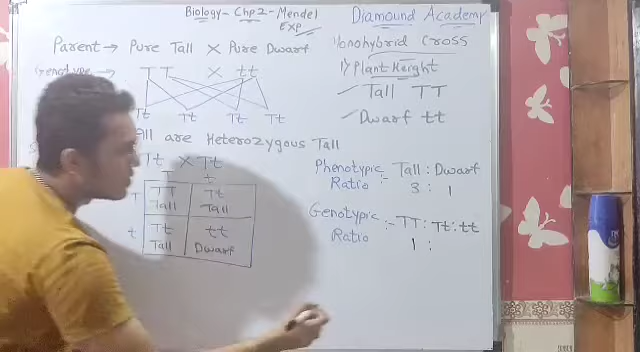 Biology - Chp 2 - Mendel Exp
Diamound Academy
Parent → Pure Tall × Pure Dwarf
Monohybrid Cross
Genotype → TT × tt
1) Plant Height
Tall TT
Tt Tt Tt Tt
Dwarf tt
All are Heterozygous Tall
Tt × Tt
T t
T TT Tt
Tall Tall
t Tt tt
Tall Dwarf
Phenotypic Ratio :- Tall : Dwarf
3 : 1
Genotypic Ratio :- TT : Tt : tt
1 :